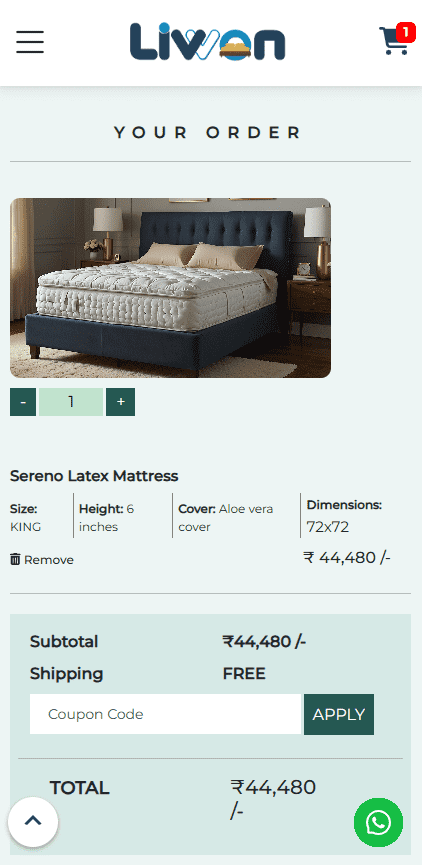 Liwon
1
YOUR ORDER
- 1 +
Sereno Latex Mattress
Size: KING
Height: 6 inches
Cover: Aloe vera cover
Dimensions: 72x72
Remove
₹ 44,480 /-
Subtotal ₹44,480 /-
Shipping FREE
Coupon Code APPLY
TOTAL ₹44,480 /-